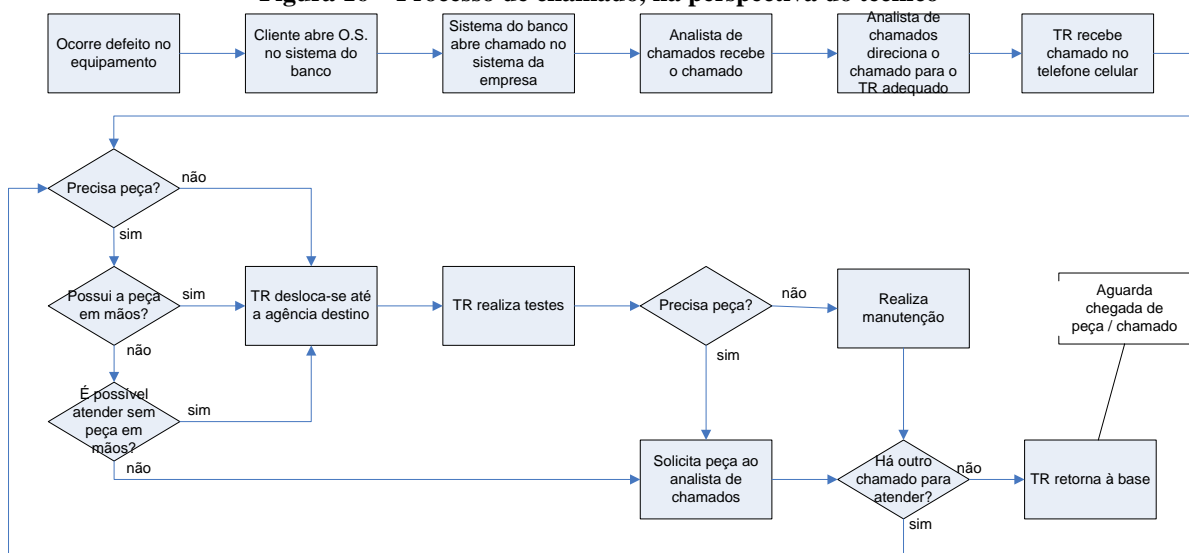 Figura 16 – Processo de chamado, na perspectiva do técnico
Ocorre defeito no
equipamento
Cliente abre O.S.
no sistema do
banco
Sistema do banco
abre chamado no
sistema da
empresa
Analista de
chamados recebe
o chamado
Analista de
chamados
direciona o
chamado para o
TR adequado
TR recebe
chamado no
telefone celular
Precisa peça?
não
sim
Possui a peça
em mãos?
sim
não
TR desloca-se até
a agência destino
TR realiza testes
Precisa peça?
não
sim
Realiza
manutenção
Aguarda
chegada de
peça / chamado
É possível
atender sem
peça em
mãos?
sim
não
Solicita peça ao
analista de
chamados
Há outro
chamado para
atender?
não
sim
TR retorna à base